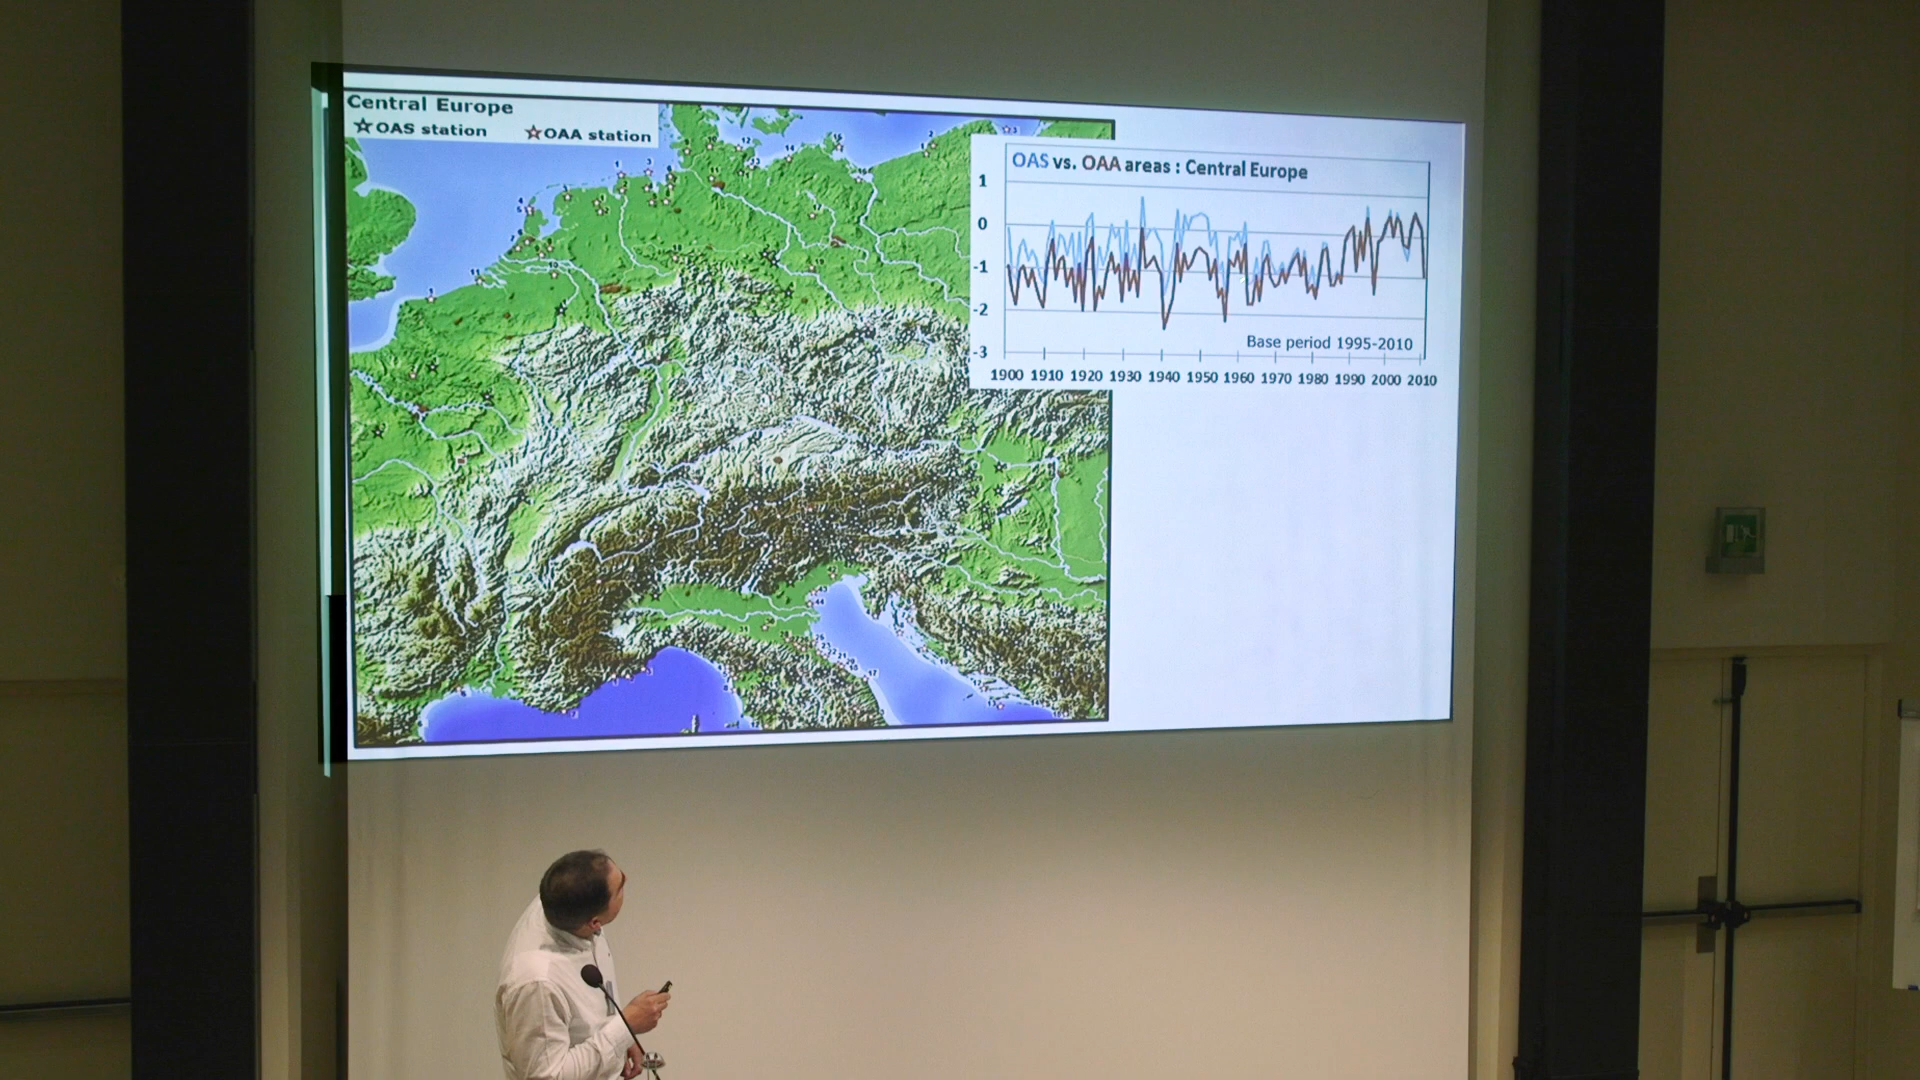 Central Europe
☆OAS station ☆OAA station
OAS vs. OAA areas : Central Europe
1
0
-1
-2
-3
Base period 1995-2010
1900 1910 1920 1930 1940 1950 1960 1970 1980 1990 2000 2010